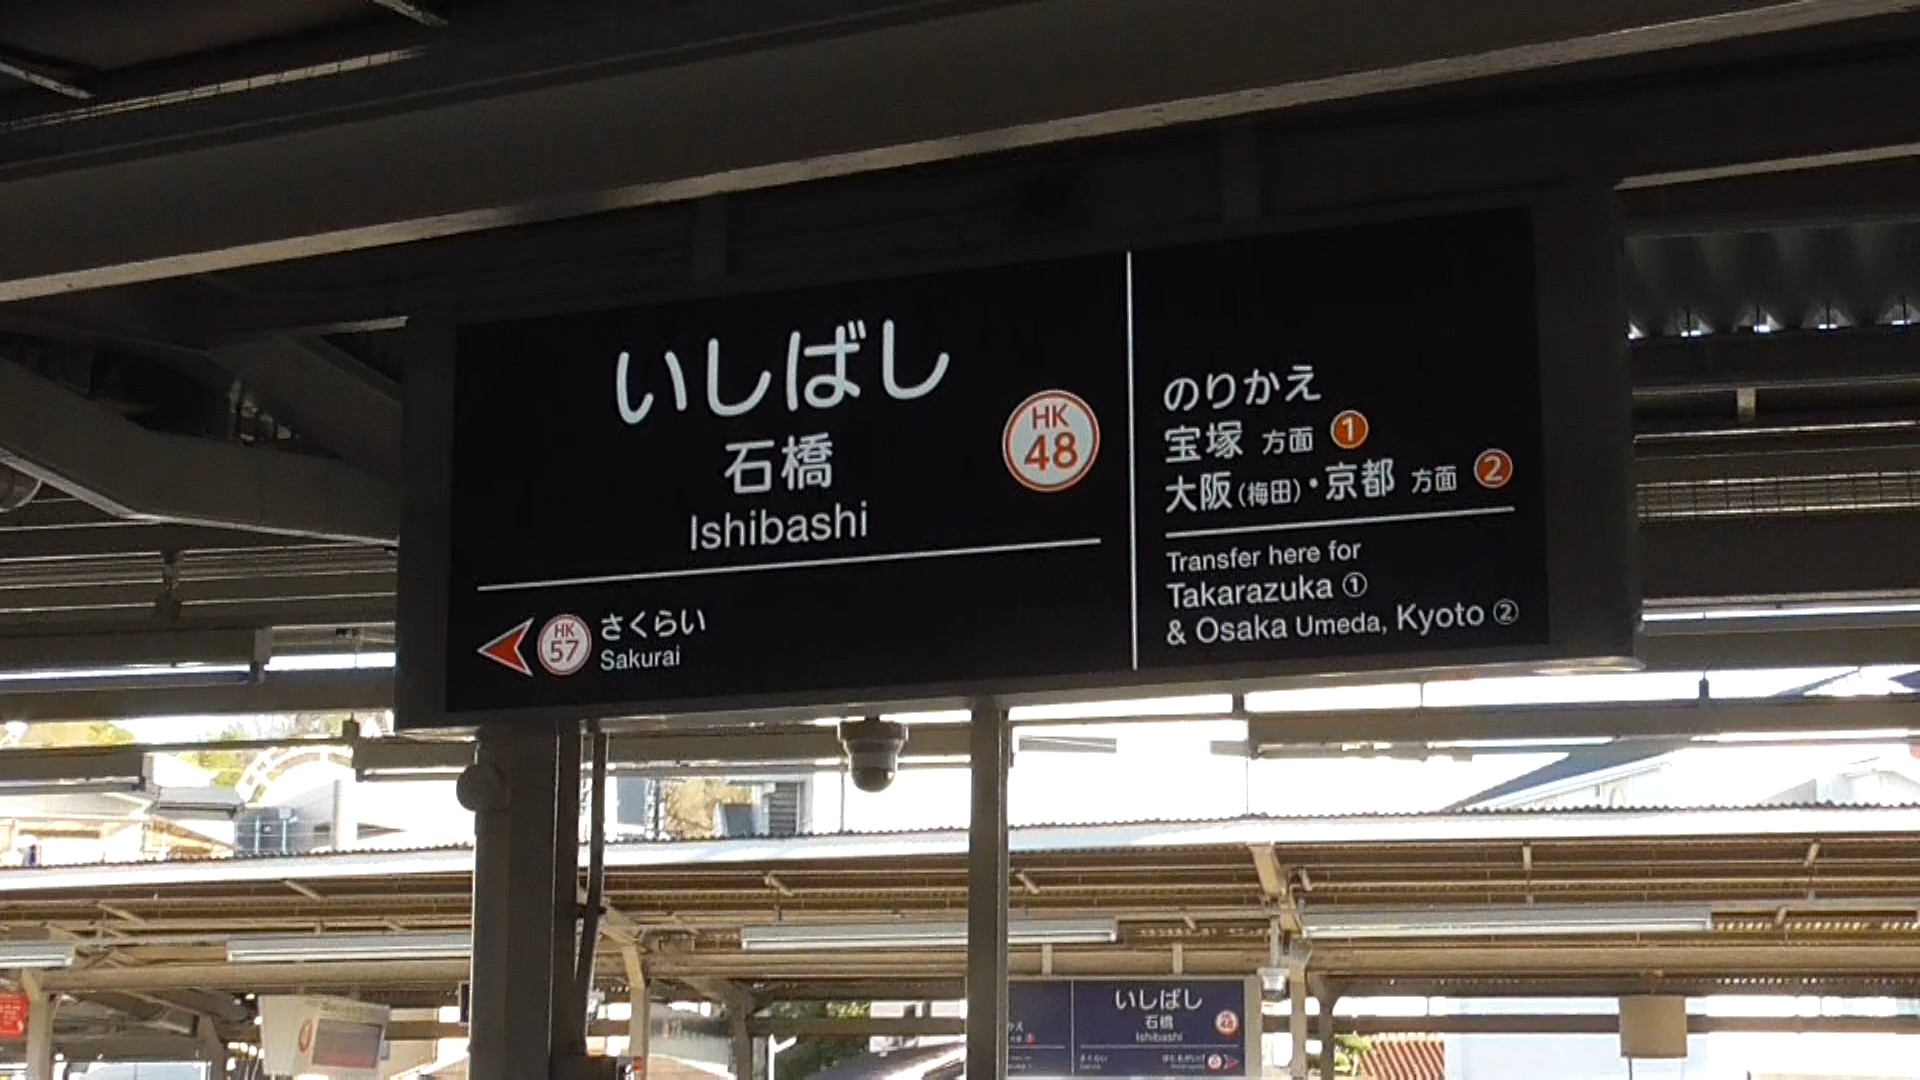 いしばし
石橋
Ishibashi
HK
48
HK
57
さくらい
Sakurai
のりかえ
宝塚 方面 1
大阪(梅田)・京都 方面 2
Transfer here for
Takarazuka ①
& Osaka Umeda, Kyoto ②
いしばし
石橋
Ishibashi
HK
48